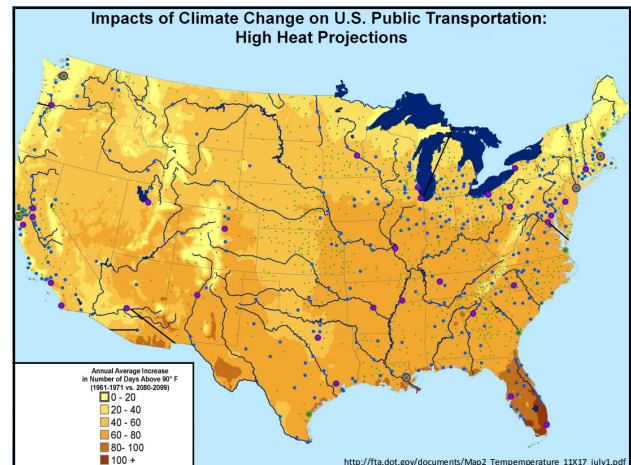 Impacts of Climate Change on U.S. Public Transportation:
High Heat Projections
Annual Average Increase
in Number of Days Above 90° F
(1961-1971 vs. 2080-2099)
0 - 20
20 - 40
40 - 60
60 - 80
80- 100
100 +
http://fta.dot.gov/documents/Map2_Tempemperature_11X17_july1.pdf